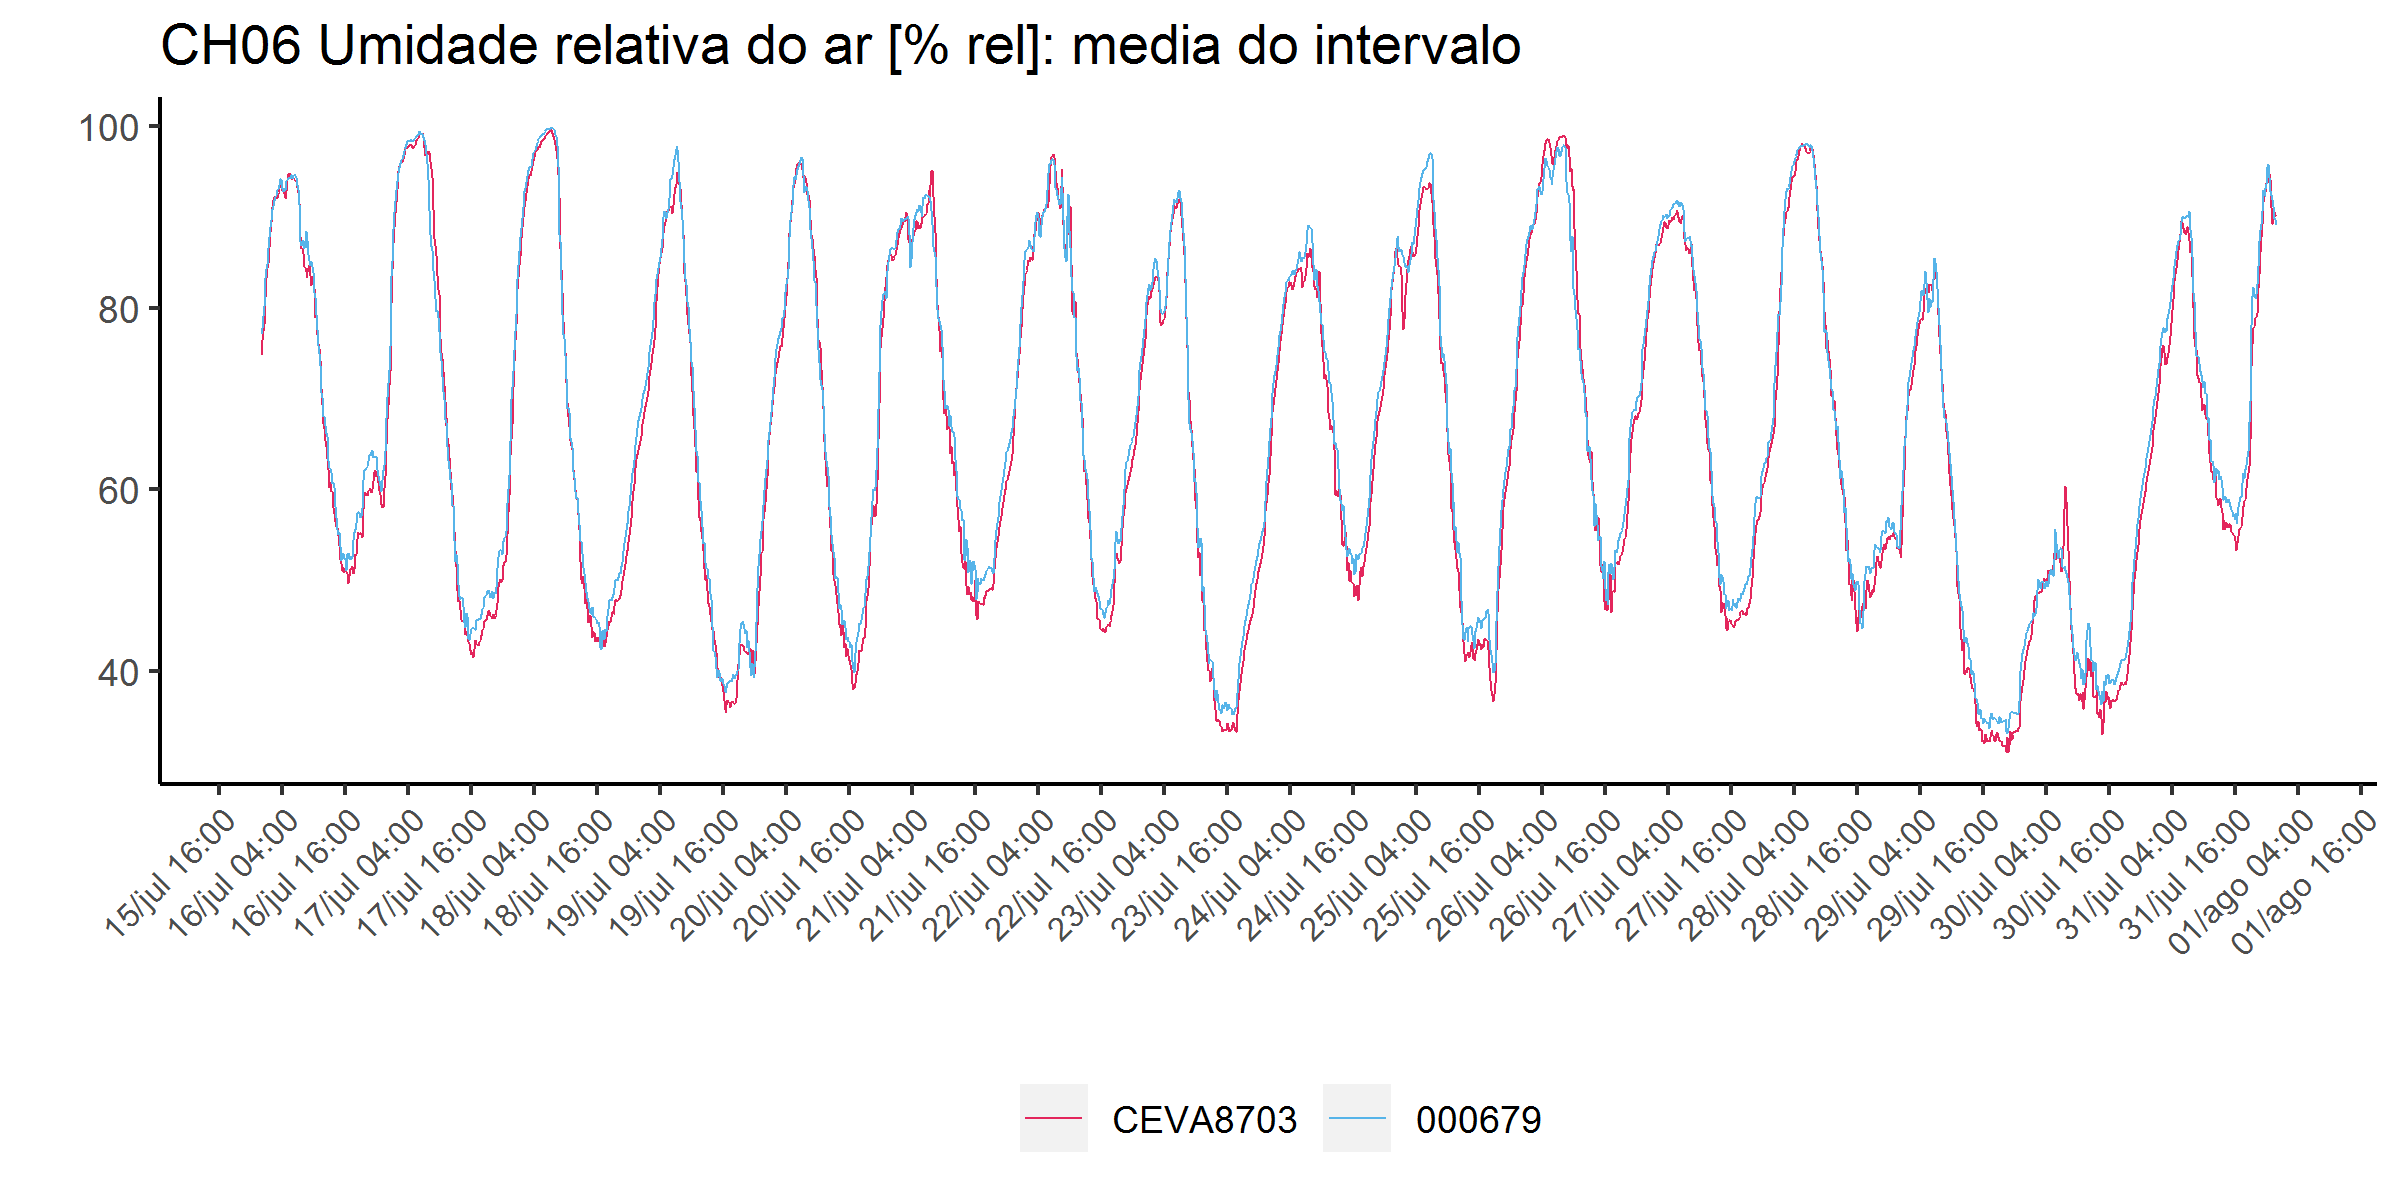 CH06 Umidade relativa do ar [% rel]: media do intervalo
100
80
60
40
15/jul 16:00
16/jul 04:00
16/jul 16:00
17/jul 04:00
17/jul 16:00
18/jul 04:00
18/jul 16:00
19/jul 04:00
19/jul 16:00
20/jul 04:00
20/jul 16:00
21/jul 04:00
21/jul 16:00
22/jul 04:00
22/jul 16:00
23/jul 04:00
23/jul 16:00
24/jul 04:00
24/jul 16:00
25/jul 04:00
25/jul 16:00
26/jul 04:00
26/jul 16:00
27/jul 04:00
27/jul 16:00
28/jul 04:00
28/jul 16:00
29/jul 04:00
29/jul 16:00
30/jul 04:00
30/jul 16:00
31/jul 04:00
31/jul 16:00
01/ago 04:00
01/ago 16:00
CEVA8703
000679